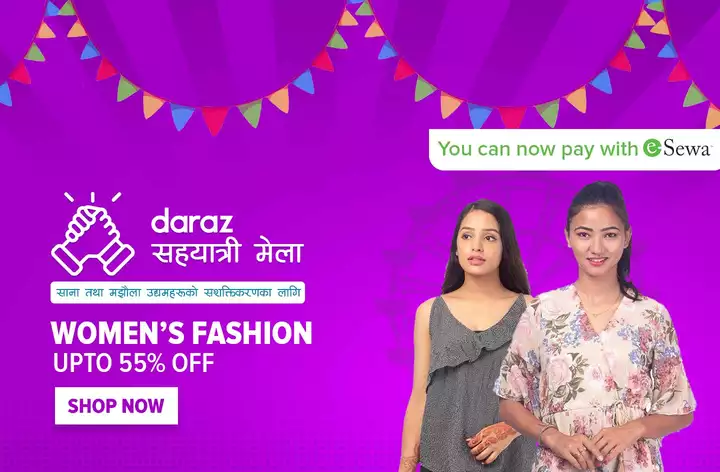 You can now pay with eSewa
daraz
सहयात्री मेला
साना तथा मझौला उद्यमहरूको सशक्तिकरणका लागि
WOMEN'S FASHION
UPTO 55% OFF
SHOP NOW